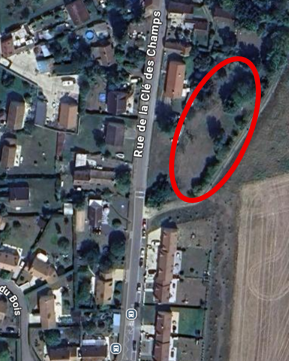 Rue de la Clé des Champs
du Bois